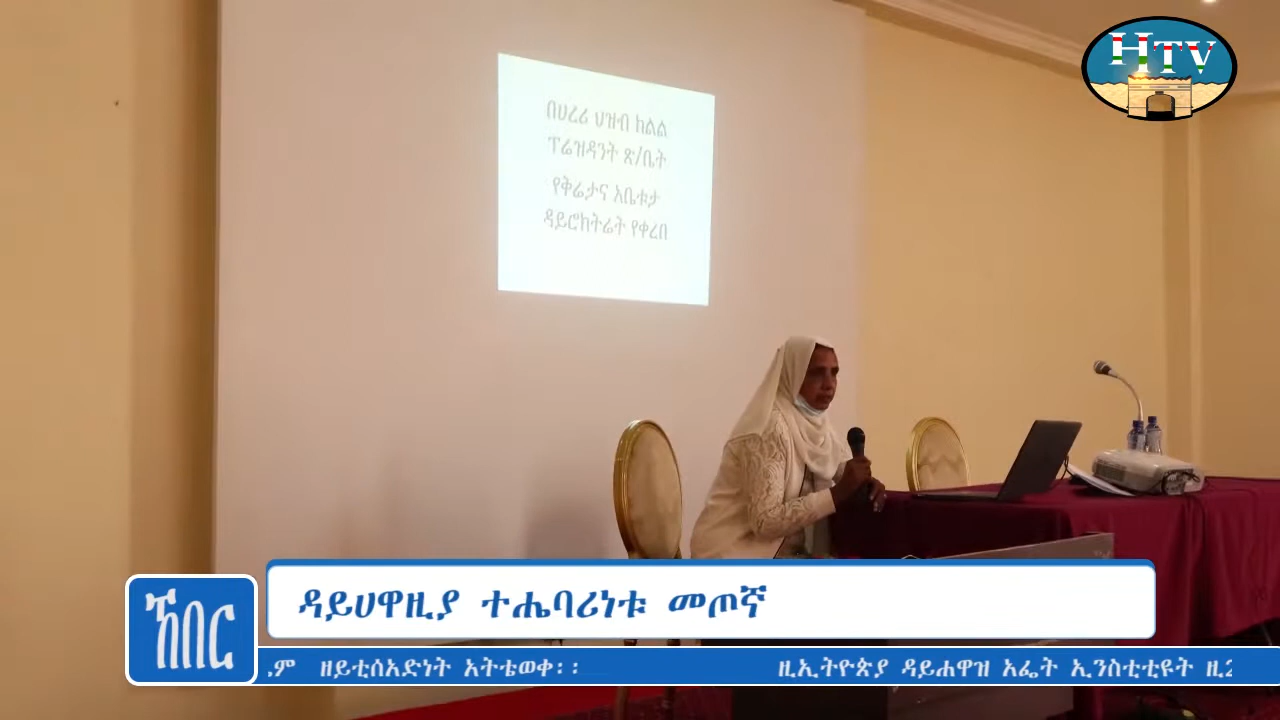 HTV
በሀረሪ ህዝብ ክልል
ፕሬዝዳንት ጽ/ቤት
የቅሬታና አቤቱታ
ዳይሮክትሬት የቀረበ
ዳይሀዋዚያ ተሔባሪነቱ መጦኛ
ኸበር
ዘይቲሰአድነት አትቴወቀ፡፡ ዚኢትዮጵያ ዳይሐዋዝ አፌት ኢንስቲቲዩት